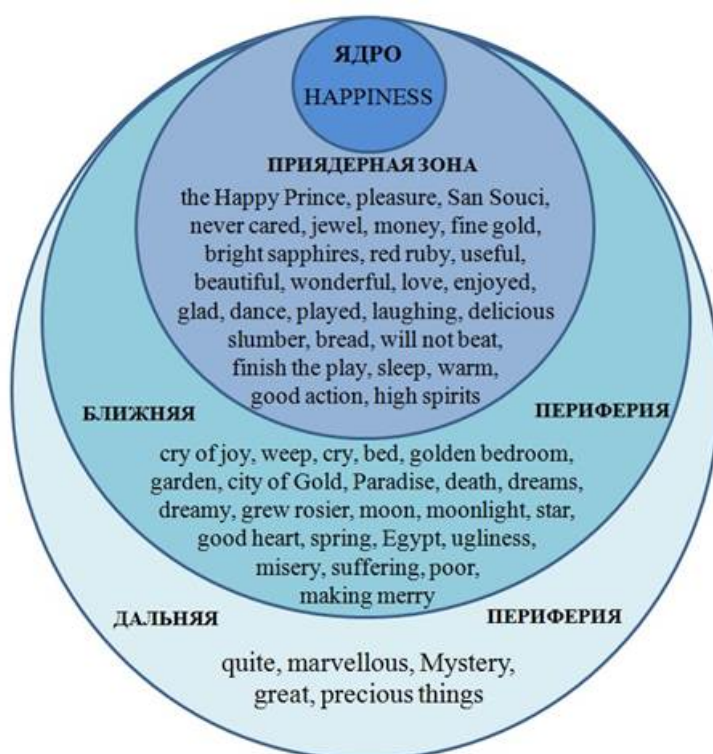 ЯДРО
HAPPINESS
ПРИЯДЕРНАЯ ЗОНА
the Happy Prince, pleasure, San Souci,
never cared, jewel, money, fine gold,
bright sapphires, red ruby, useful,
beautiful, wonderful, love, enjoyed,
glad, dance, played, laughing, delicious
slumber, bread, will not beat,
finish the play, sleep, warm,
good action, high spirits
БЛИЖНЯЯ ПЕРИФЕРИЯ
cry of joy, weep, cry, bed, golden bedroom,
garden, city of Gold, Paradise, death, dreams,
dreamy, grew rosier, moon, moonlight, star,
good heart, spring, Egypt, ugliness,
misery, suffering, poor,
making merry
ДАЛЬНЯЯ ПЕРИФЕРИЯ
quite, marvellous, Mystery,
great, precious things